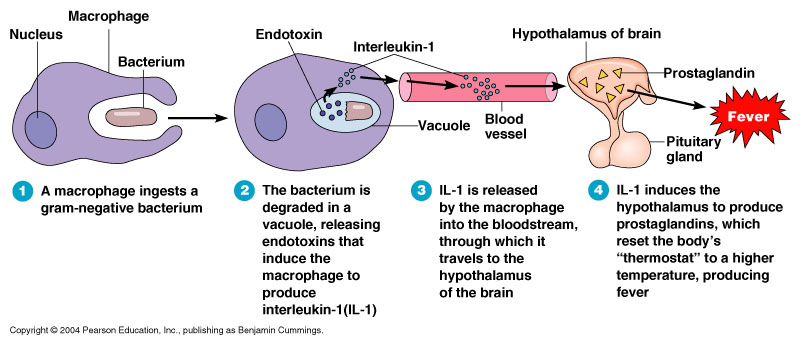 Macrophage
Nucleus
Bacterium
Endotoxin
Interleukin-1
Vacuole
Blood
vessel
Hypothalamus of brain
Prostaglandin
Fever
Pituitary
gland
1 A macrophage ingests a
gram-negative bacterium
2 The bacterium is
degraded in a
vacuole, releasing
endotoxins that
induce the
macrophage to
produce
interleukin-1(IL-1)
3 IL-1 is released
by the macrophage
into the bloodstream,
through which it
travels to the
hypothalamus
of the brain
4 IL-1 induces the
hypothalamus to produce
prostaglandins, which
reset the body's
“thermostat” to a higher
temperature, producing
fever
Copyright © 2004 Pearson Education, Inc., publishing as Benjamin Cummings.